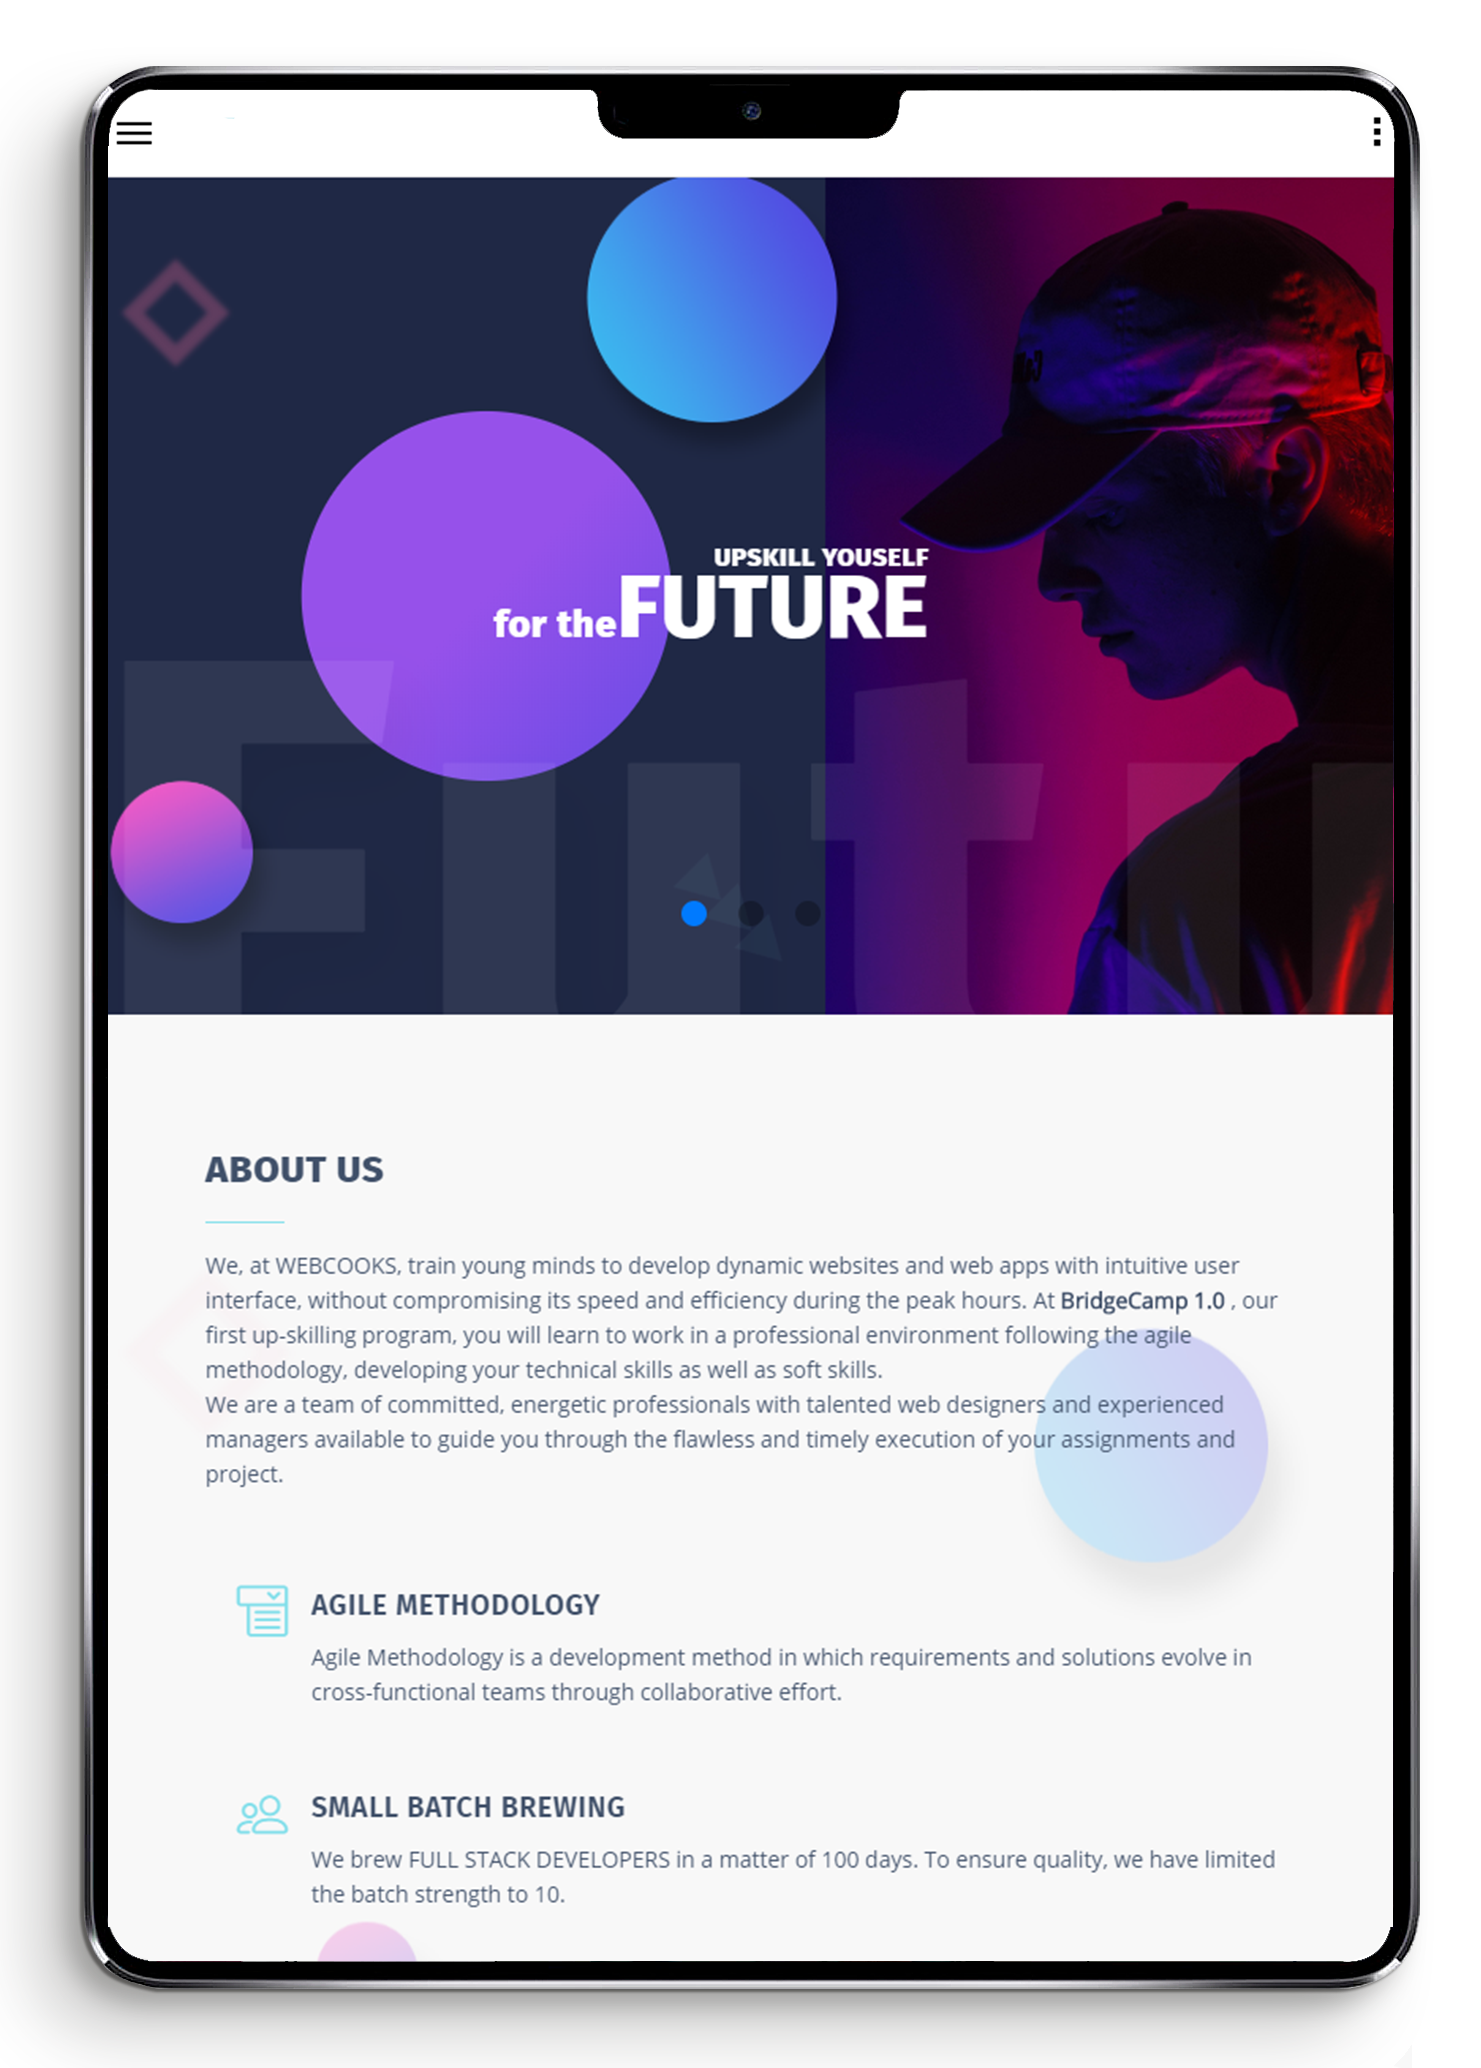 UPSKILL YOUSELF
for the FUTURE
Futu
ABOUT US
We, at WEBCOOKS, train young minds to develop dynamic websites and web apps with intuitive user
interface, without compromising its speed and efficiency during the peak hours. At BridgeCamp 1.0 , our
first up-skilling program, you will learn to work in a professional environment following the agile
methodology, developing your technical skills as well as soft skills.
We are a team of committed, energetic professionals with talented web designers and experienced
managers available to guide you through the flawless and timely execution of your assignments and
project.
AGILE METHODOLOGY
Agile Methodology is a development method in which requirements and solutions evolve in
cross-functional teams through collaborative effort.
SMALL BATCH BREWING
We brew FULL STACK DEVELOPERS in a matter of 100 days. To ensure quality, we have limited
the batch strength to 10.